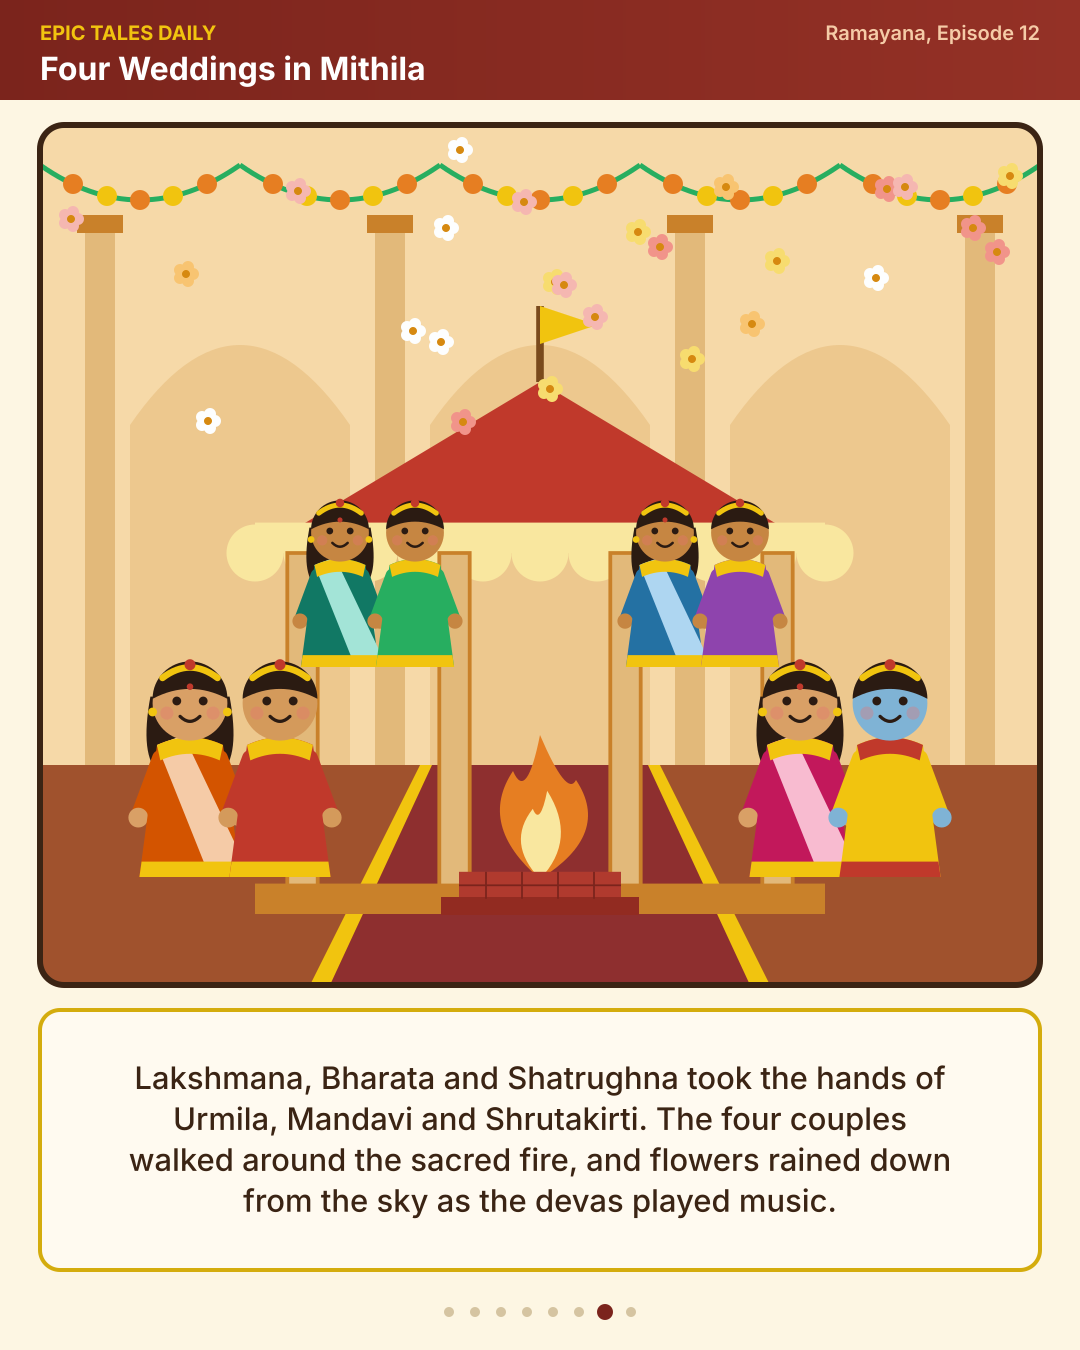 EPIC TALES DAILY
Ramayana, Episode 12
Four Weddings in Mithila
Lakshmana, Bharata and Shatrughna took the hands of
Urmila, Mandavi and Shrutakirti. The four couples
walked around the sacred fire, and flowers rained down
from the sky as the devas played music.